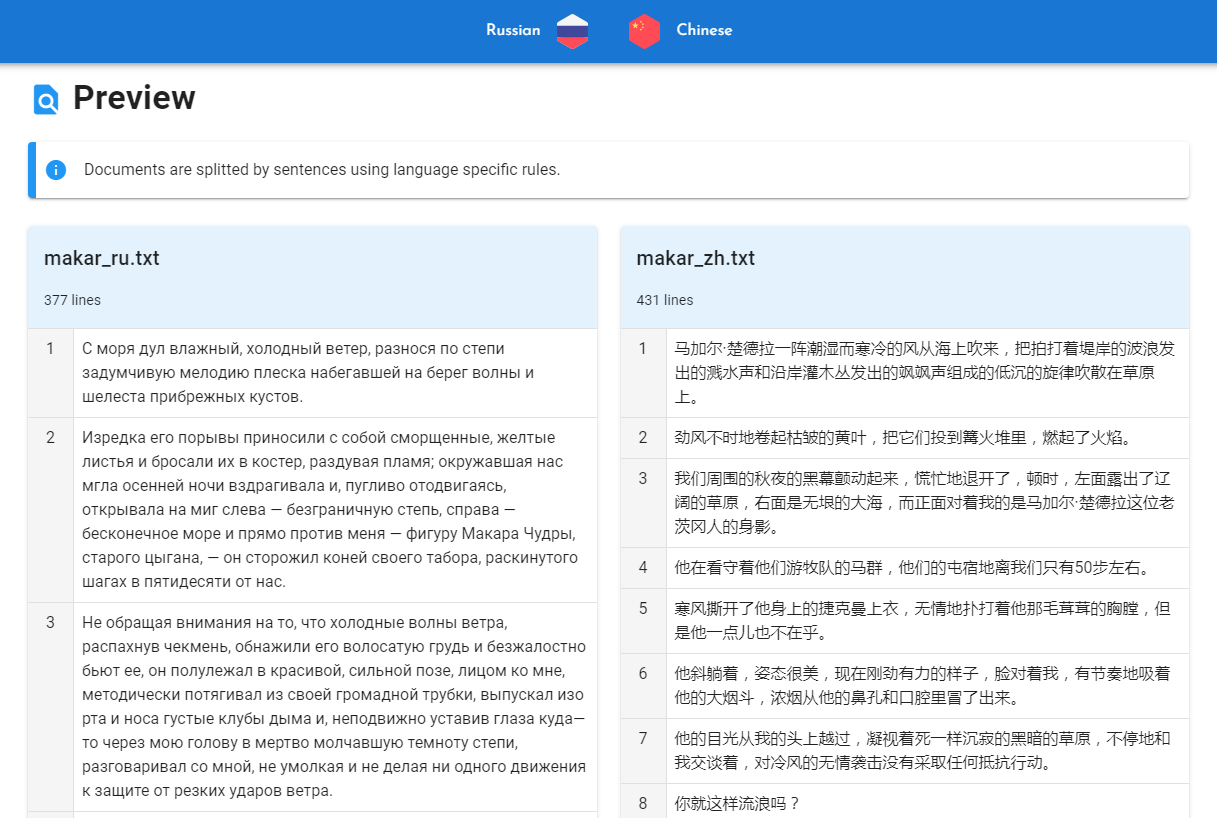 Russian
Chinese
Preview
Documents are splitted by sentences using language specific rules.
makar_ru.txt
377 lines
1
С моря дул влажный, холодный ветер, разнося по степи
задумчивую мелодию плеска набегавшей на берег волны и
шелеста прибрежных кустов.
2
Изредка его порывы приносили с собой сморщенные, желтые
листья и бросали их в костер, раздувая пламя; окружавшая нас
мгла осенней ночи вздрагивала и, пугливо отодвигаясь,
открывала на миг слева — безграничную степь, справа —
бесконечное море и прямо против меня — фигуру Макара Чудры,
старого цыгана, — он сторожил коней своего табора, раскинутого
шагах в пятидесяти от нас.
3
Не обращая внимания на то, что холодные волны ветра,
распахнув чекмень, обнажили его волосатую грудь и безжалостно
бьют ее, он полулежал в красивой, сильной позе, лицом ко мне,
методически потягивал из своей громадной трубки, выпускал изо
рта и носа густые клубы дыма и, неподвижно уставив глаза куда—
то через мою голову в мертво молчавшую темноту степи,
разговаривал со мной, не умолкая и не делая ни одного движения
к защите от резких ударов ветра.
makar_zh.txt
431 lines
1
马加尔·楚德拉一阵潮湿而寒冷的风从海上吹来，把拍打着堤岸的波浪发
出的溅水声和沿岸灌木丛发出的飒飒声组成的低沉的旋律吹散在草原
上。
2
劲风不时地卷起枯皱的黄叶，把它们投到篝火堆里，燃起了火焰。
3
我们周围的秋夜的黑幕颤动起来，慌忙地退开了，顿时，左面露出了辽
阔的草原，右面是无垠的大海，而正面对着我的是马加尔·楚德拉这位老
茨冈人的身影。
4
他在看守着他们游牧队的马群，他们的屯宿地离我们只有50步左右。
5
寒风撕开了他身上的捷克曼上衣，无情地扑打着他那毛茸茸的胸膛，但
是他一点儿也不在乎。
6
他斜躺着，姿态很美，现在刚劲有力的样子，脸对着我，有节奏地吸着
他的大烟斗，浓烟从他的鼻孔和口腔里冒了出来。
7
他的目光从我的头上越过，凝视着死一样沉寂的黑暗的草原，不停地和
我交谈着，对冷风的无情袭击没有采取任何抵抗行动。
8
你就这样流浪吗？